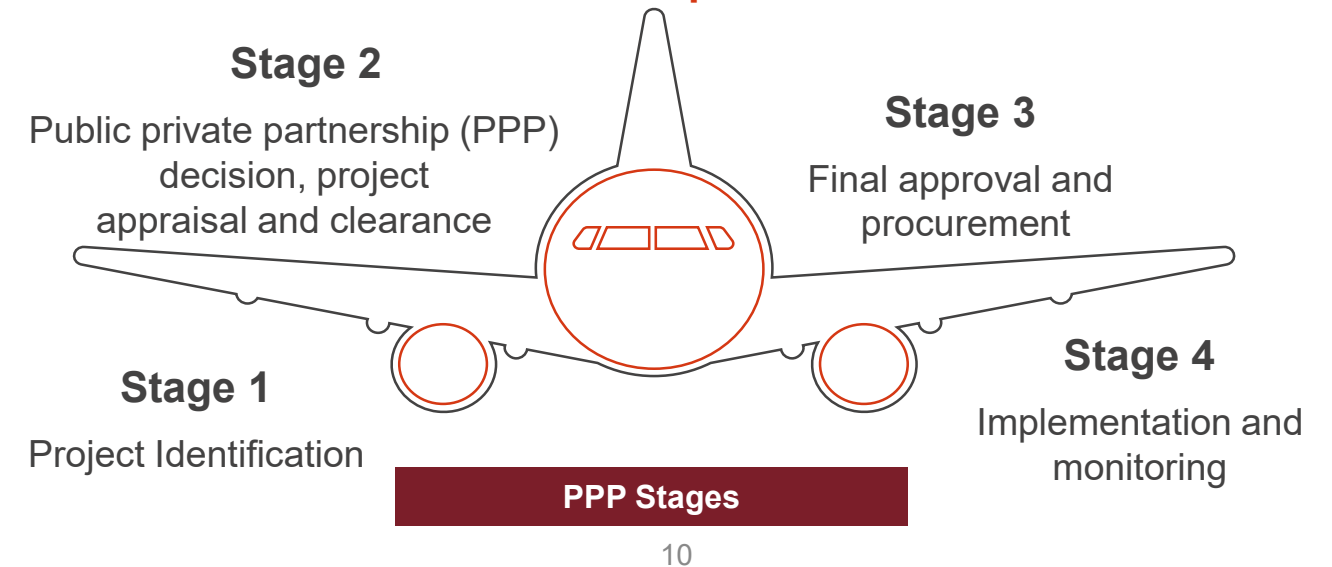 Stage 2
Public private partnership (PPP)
decision, project
appraisal and clearance
Stage 3
Final approval and
procurement
Stage 1
Project Identification
Stage 4
Implementation and
monitoring
PPP Stages
10